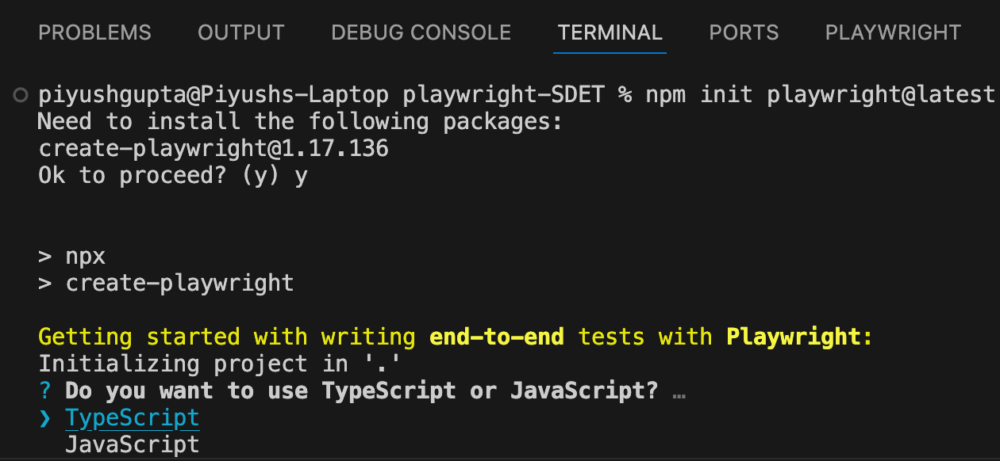 PROBLEMS OUTPUT DEBUG CONSOLE TERMINAL PORTS PLAYWRIGHT
piyushgupta@Piyushs-Laptop playwright-SDET % npm init playwright@latest
Need to install the following packages:
create-playwright@1.17.136
Ok to proceed? (y) y
> npx
> create-playwright
Getting started with writing end-to-end tests with Playwright:
Initializing project in '.'
? Do you want to use TypeScript or JavaScript? …
❯ TypeScript
JavaScript